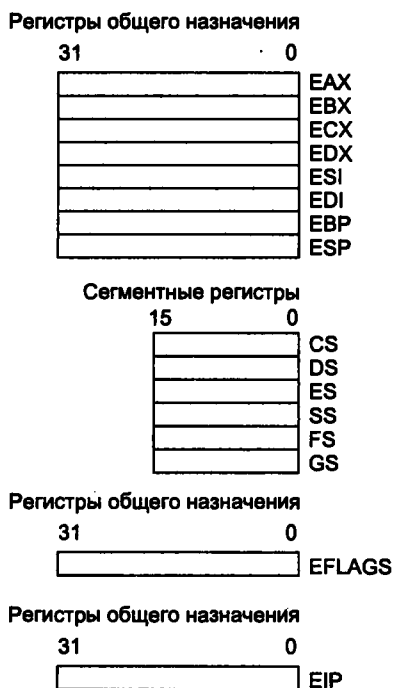 Регистры общего назначения
31 0
EAX
EBX
ECX
EDX
ESI
EDI
EBP
ESP
Сегментные регистры
15 0
CS
DS
ES
SS
FS
GS
Регистры общего назначения
31 0
EFLAGS
Регистры общего назначения
31 0
EIP